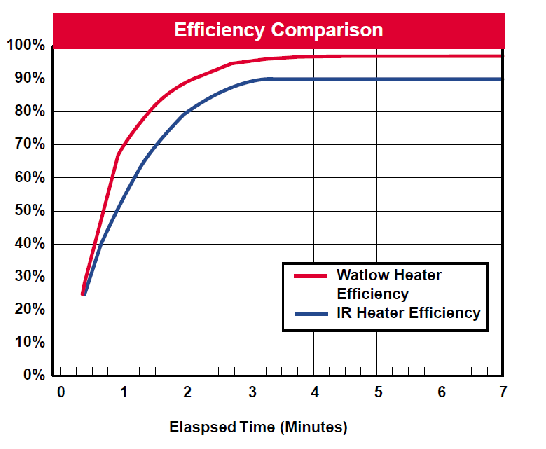 Efficiency Comparison
100%
90%
80%
70%
60%
50%
40%
30%
20%
10%
0%
Watlow Heater
Efficiency
IR Heater Efficiency
0 1 2 3 4 5 6 7
Elaspsed Time (Minutes)